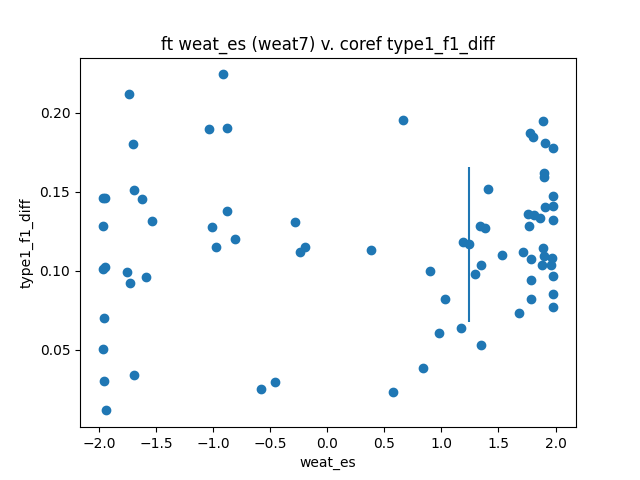 ft weat_es (weat7) v. coref type1_f1_diff
0.20
0.15
0.10
0.05
type1_f1_diff
−2.0 −1.5 −1.0 −0.5 0.0 0.5 1.0 1.5 2.0
weat_es